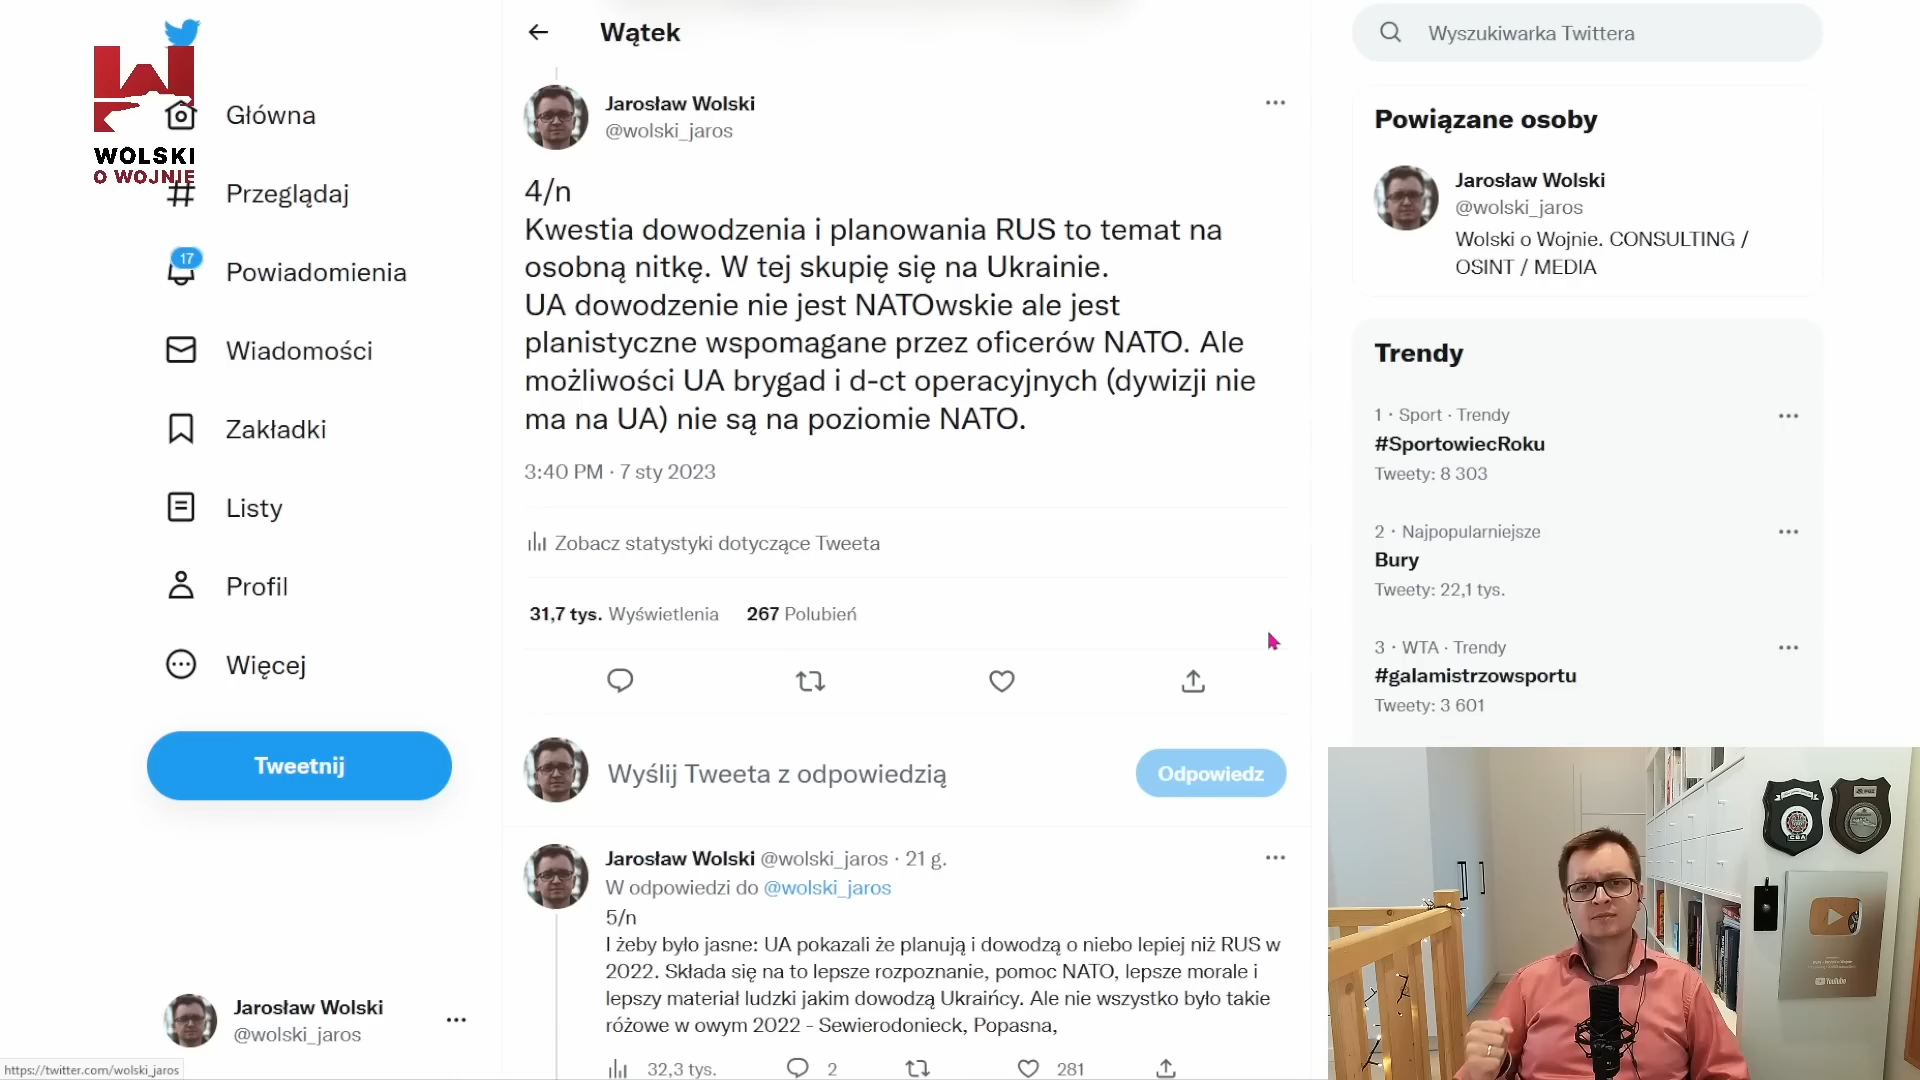 WOLSKI
O WOJNIE
Główna
Przeglądaj
17
Powiadomienia
Wiadomości
Zakładki
Listy
Profil
Więcej
Tweetnij
Jarosław Wolski
@wolski_jaros
https://twitter.com/wolski_jaros
Wątek
Jarosław Wolski
@wolski_jaros
4/n
Kwestia dowodzenia i planowania RUS to temat na
osobną nitkę. W tej skupię się na Ukrainie.
UA dowodzenie nie jest NATOwskie ale jest
planistyczne wspomagane przez oficerów NATO. Ale
możliwości UA brygad i d-ct operacyjnych (dywizji nie
ma na UA) nie są na poziomie NATO.
3:40 PM · 7 sty 2023
Zobacz statystyki dotyczące Tweeta
31,7 tys. Wyświetlenia 267 Polubień
Wyślij Tweeta z odpowiedzią
Odpowiedz
Jarosław Wolski @wolski_jaros · 21 g.
W odpowiedzi do @wolski_jaros
5/n
I żeby było jasne: UA pokazali że planują i dowodzą o niebo lepiej niż RUS w
2022. Składa się na to lepsze rozpoznanie, pomoc NATO, lepsze morale i
lepszy materiał ludzki jakim dowodzą Ukraińcy. Ale nie wszystko było takie
różowe w owym 2022 - Sewierodonieck, Popasna,
32,3 tys. 2 281
Wyszukiwarka Twittera
Powiązane osoby
Jarosław Wolski
@wolski_jaros
Wolski o Wojnie. CONSULTING /
OSINT / MEDIA
Trendy
1 · Sport · Trendy
#SportowiecRoku
Tweety: 8 303
2 · Najpopularniejsze
Bury
Tweety: 22,1 tys.
3 · WTA · Trendy
#galamistrzowsportu
Tweety: 3 601
YouTube